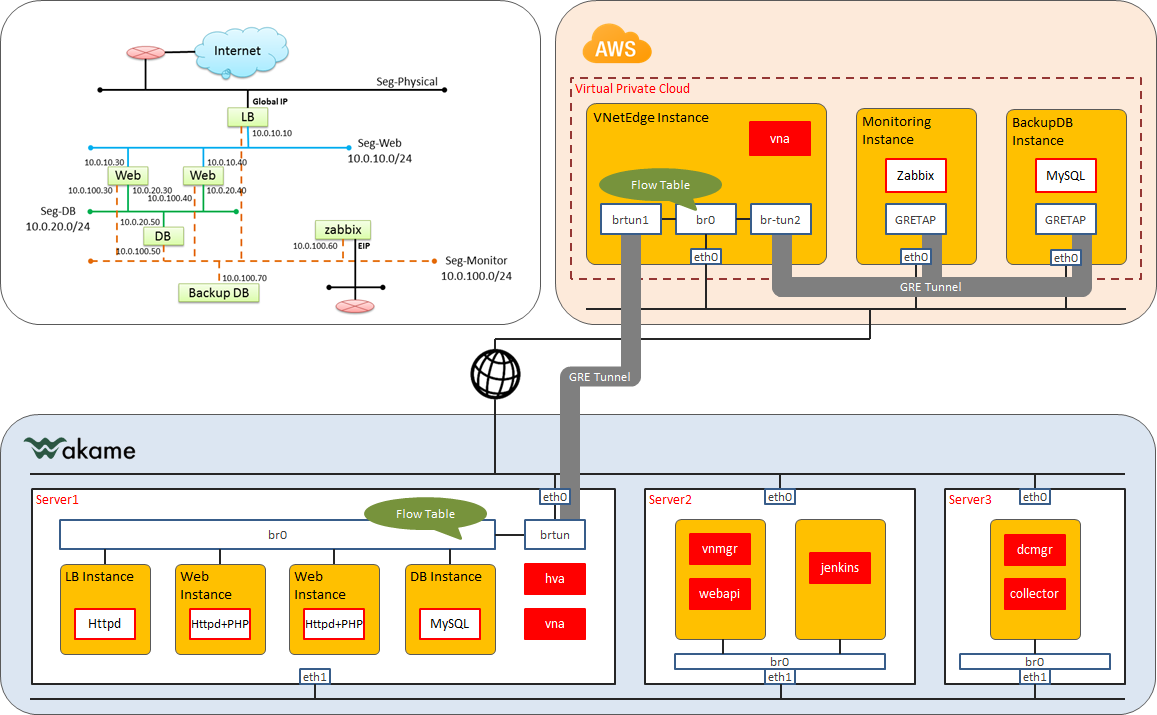 Internet
Seg-Physical
Global IP
LB
10.0.10.10
Seg-Web
10.0.10.0/24
10.0.10.30
10.0.10.40
Web
Web
10.0.100.30
10.0.20.30
10.0.100.40
10.0.20.40
Seg-DB
10.0.20.0/24
10.0.20.50
DB
10.0.100.50
zabbix
10.0.100.60
EIP
Seg-Monitor
10.0.100.0/24
10.0.100.70
Backup DB
AWS
Virtual Private Cloud
VNetEdge Instance
vna
Flow Table
brtun1
br0
br-tun2
eth0
Monitoring
Instance
Zabbix
GRETAP
eth0
BackupDB
Instance
MySQL
GRETAP
eth0
GRE Tunnel
GRE Tunnel
Wakame
Server1
eth0
Flow Table
br0
brtun
LB Instance
Httpd
Web
Instance
Httpd+PHP
Web
Instance
Httpd+PHP
DB Instance
MySQL
hva
vna
eth1
Server2
eth0
vnmgr
webapi
jenkins
br0
eth1
Server3
eth0
dcmgr
collector
br0
eth1